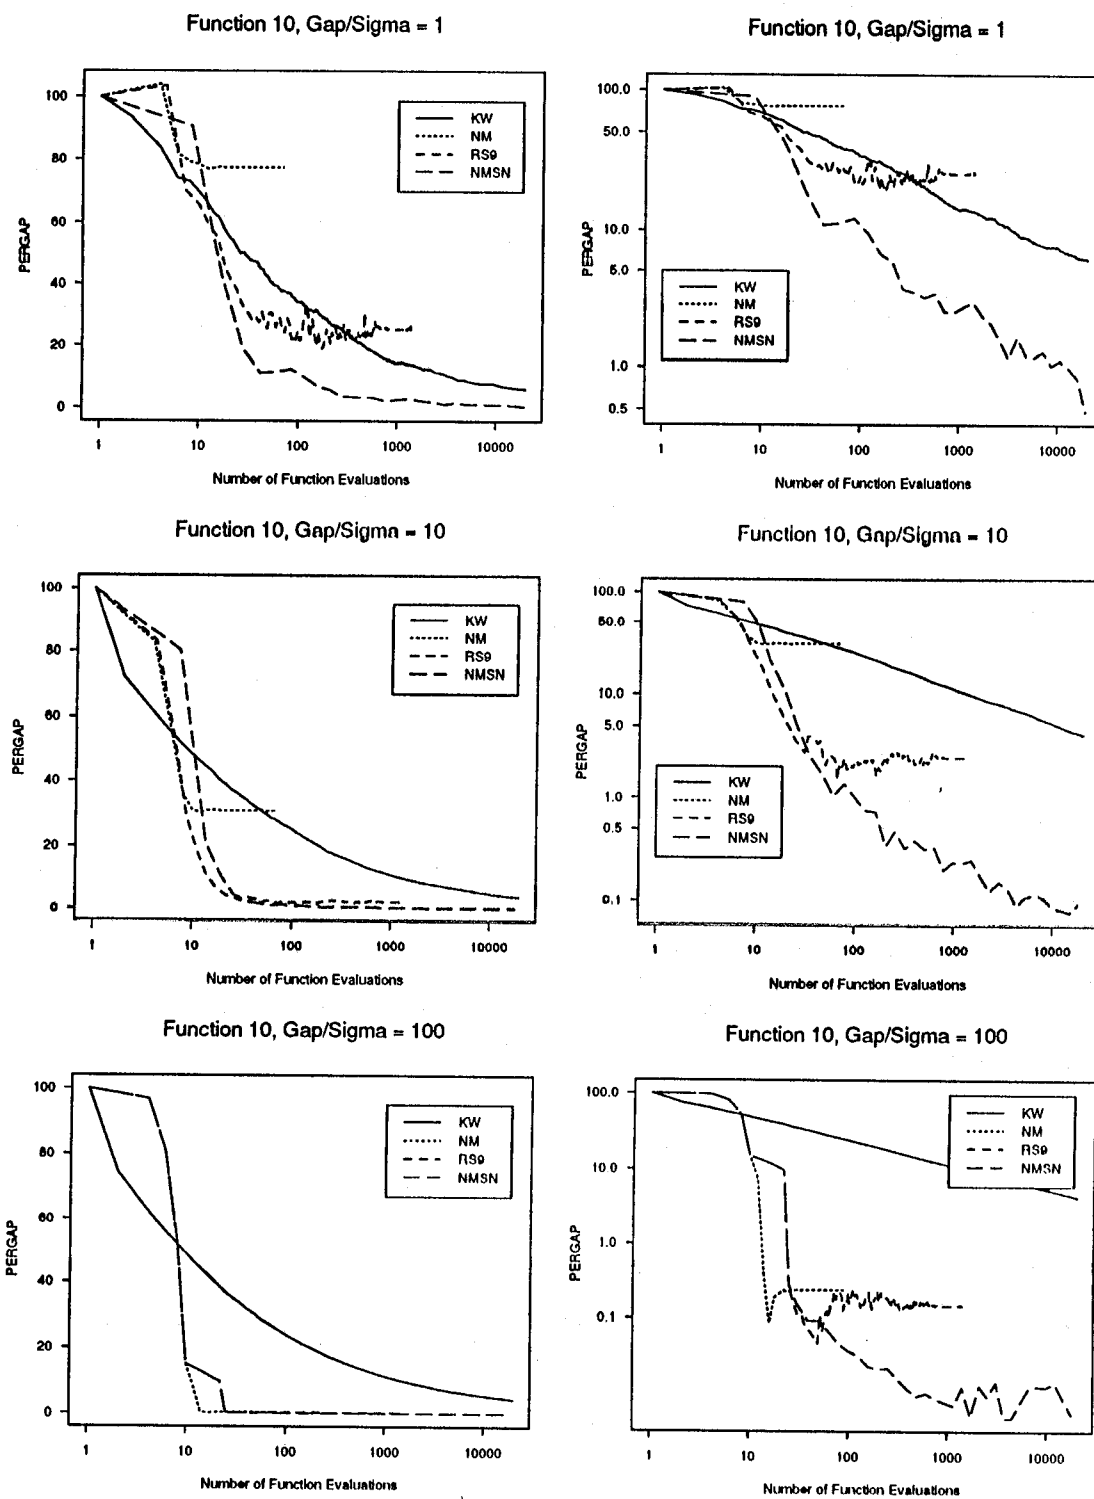 Function 10, Gap/Sigma = 1
PERGAP
100
80
60
40
20
0
KW
NM
RS9
NMSN
1
10
100
1000
10000
Number of Function Evaluations
Function 10, Gap/Sigma = 1
PERGAP
100.0
50.0
10.0
5.0
1.0
0.5
KW
NM
RS9
NMSN
1
10
100
1000
10000
Number of Function Evaluations
Function 10, Gap/Sigma = 10
PERGAP
100
80
60
40
20
0
KW
NM
RS9
NMSN
1
10
100
1000
10000
Number of Function Evaluations
Function 10, Gap/Sigma = 10
PERGAP
100.0
50.0
10.0
5.0
1.0
0.5
0.1
KW
NM
RS9
NMSN
1
10
100
1000
10000
Number of Function Evaluations
Function 10, Gap/Sigma = 100
PERGAP
100
80
60
40
20
0
KW
NM
RS9
NMSN
1
10
100
1000
10000
Number of Function Evaluations
Function 10, Gap/Sigma = 100
PERGAP
100.0
10.0
1.0
0.1
KW
NM
RS9
NMSN
1
10
100
1000
10000
Number of Function Evaluations